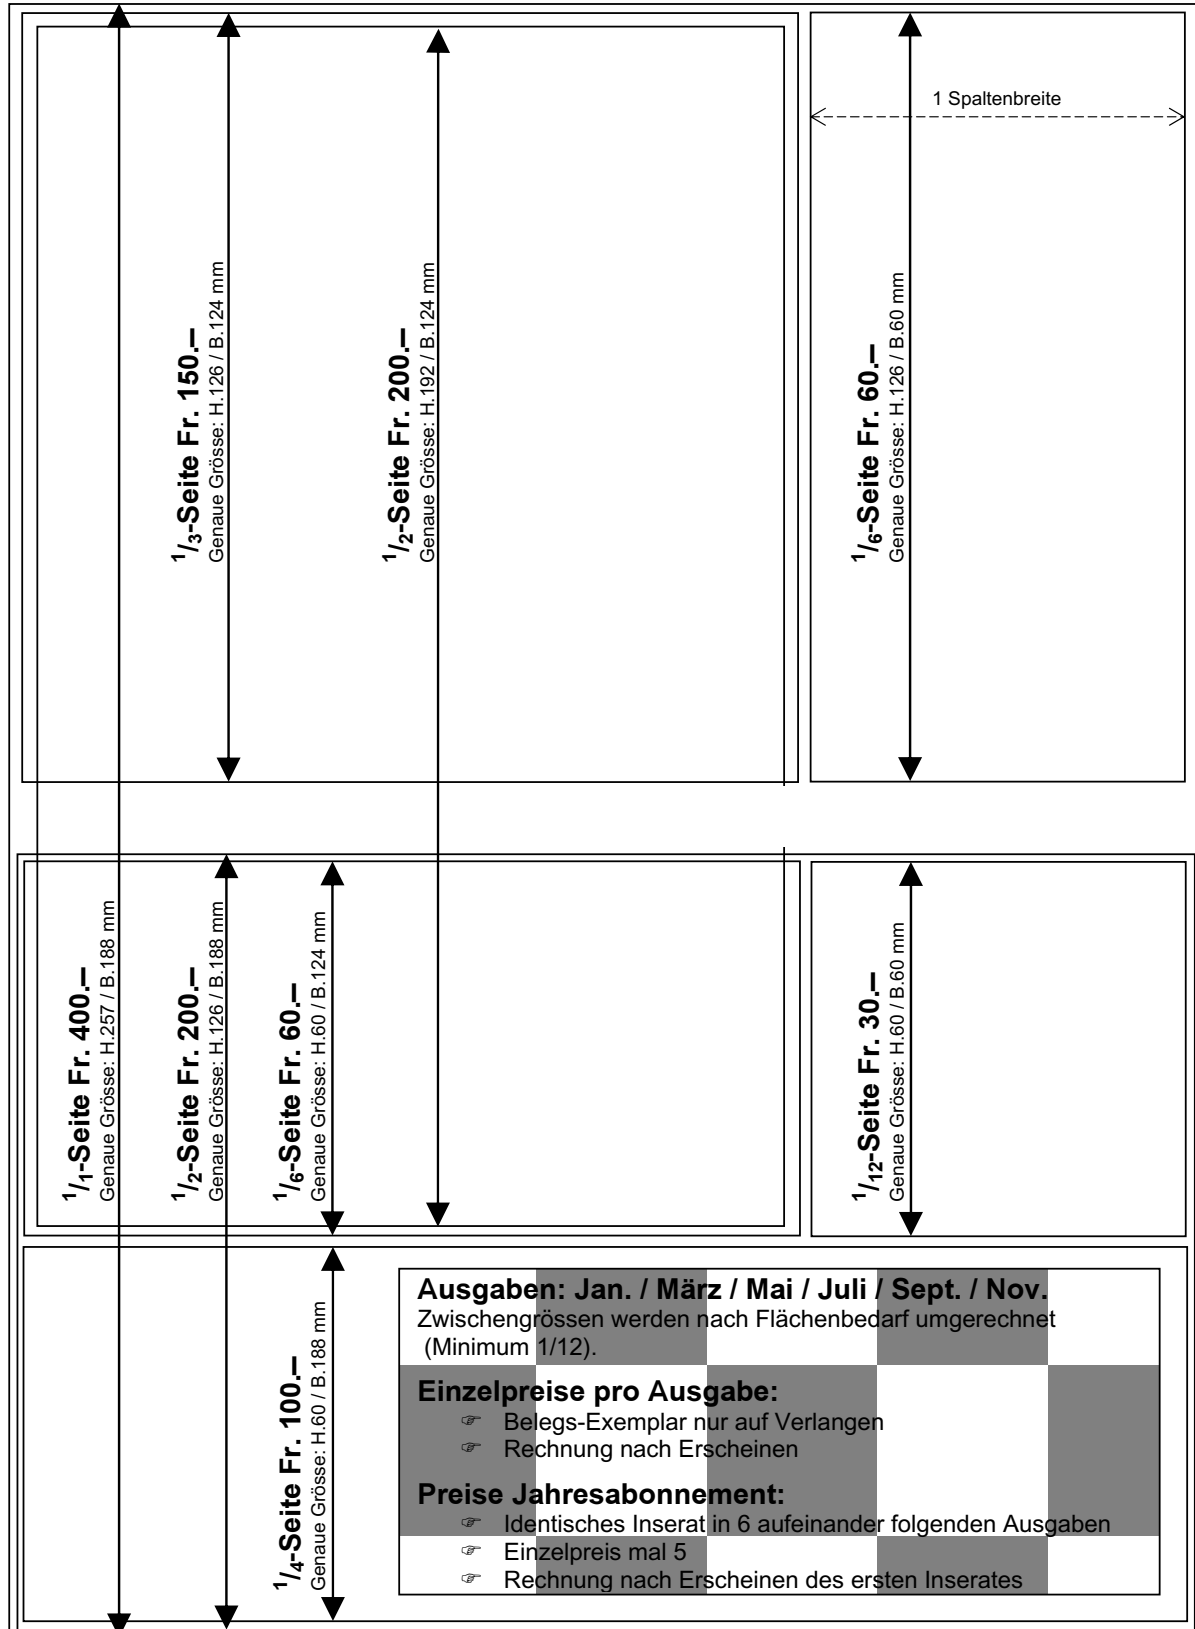 1 Spaltenbreite
1/3-Seite Fr. 150.–
Genaue Grösse: H.126 / B.124 mm
1/2-Seite Fr. 200.–
Genaue Grösse: H.192 / B.124 mm
1/6-Seite Fr. 60.–
Genaue Grösse: H.126 / B.60 mm
1/1-Seite Fr. 400.–
Genaue Grösse: H.257 / B.188 mm
1/2-Seite Fr. 200.–
Genaue Grösse: H.126 / B.188 mm
1/6-Seite Fr. 60.–
Genaue Grösse: H.60 / B.124 mm
1/12-Seite Fr. 30.–
Genaue Grösse: H.60 / B.60 mm
1/4-Seite Fr. 100.–
Genaue Grösse: H.60 / B.188 mm
Ausgaben: Jan. / März / Mai / Juli / Sept. / Nov.
Zwischengrössen werden nach Flächenbedarf umgerechnet
(Minimum 1/12).
Einzelpreise pro Ausgabe:
☞ Belegs-Exemplar nur auf Verlangen
☞ Rechnung nach Erscheinen
Preise Jahresabonnement:
☞ Identisches Inserat in 6 aufeinander folgenden Ausgaben
☞ Einzelpreis mal 5
☞ Rechnung nach Erscheinen des ersten Inserates